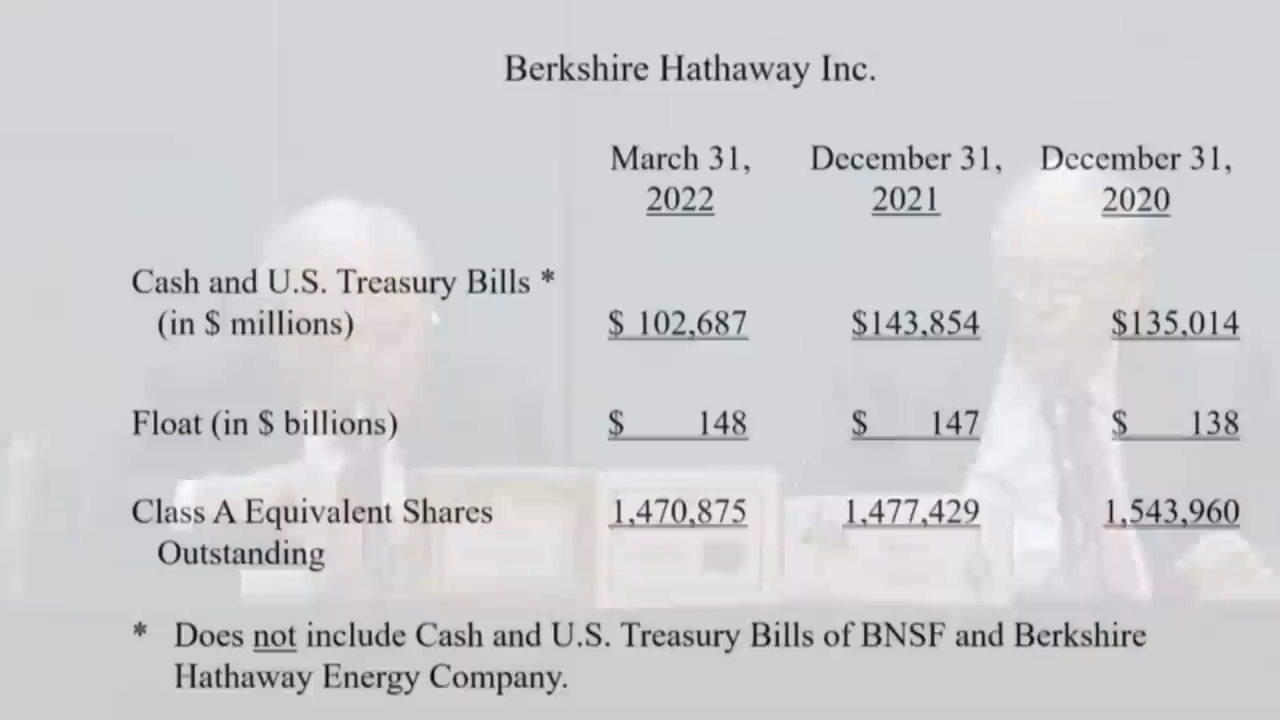 Berkshire Hathaway Inc.
March 31, December 31, December 31,
2022 2021 2020
Cash and U.S. Treasury Bills *
(in $ millions) $ 102,687 $143,854 $135,014
Float (in $ billions) $ 148 $ 147 $ 138
Class A Equivalent Shares 1,470,875 1,477,429 1,543,960
Outstanding
* Does not include Cash and U.S. Treasury Bills of BNSF and Berkshire
Hathaway Energy Company.